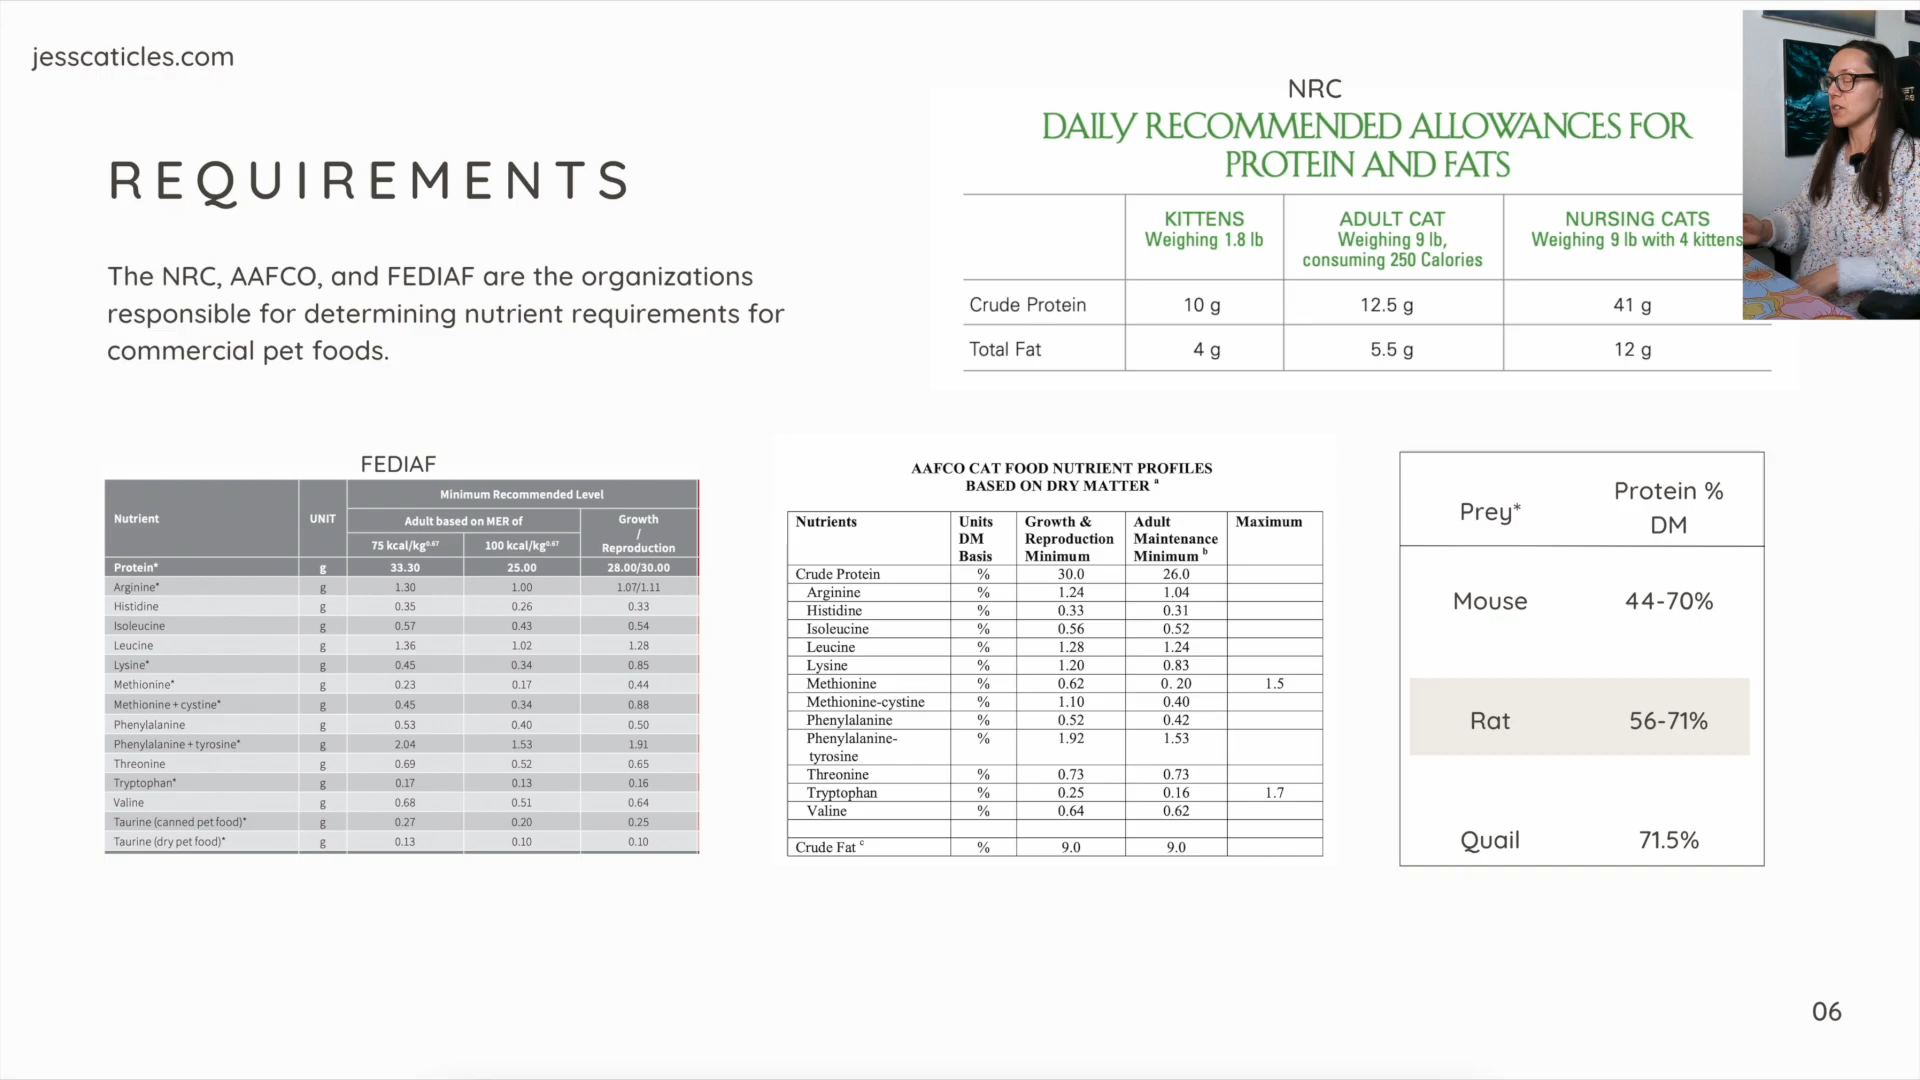 jesscaticles.com
REQUIREMENTS
The NRC, AAFCO, and FEDIAF are the organizations
responsible for determining nutrient requirements for
commercial pet foods.
NRC
DAILY RECOMMENDED ALLOWANCES FOR
PROTEIN AND FATS
KITTENS
Weighing 1.8 lb
ADULT CAT
Weighing 9 lb,
consuming 250 Calories
NURSING CATS
Weighing 9 lb with 4 kittens
Crude Protein 10 g 12.5 g 41 g
Total Fat 4 g 5.5 g 12 g
FEDIAF
Nutrient UNIT Minimum Recommended Level
Adult based on MER of
75 kcal/kg0.67 100 kcal/kg0.67
Growth
/
Reproduction
Protein* g 33.30 25.00 28.00/30.00
Arginine* g 1.30 1.00 1.07/1.11
Histidine g 0.35 0.26 0.33
Isoleucine g 0.57 0.43 0.54
Leucine g 1.36 1.02 1.28
Lysine* g 0.45 0.34 0.85
Methionine* g 0.23 0.17 0.44
Methionine + cystine* g 0.45 0.34 0.88
Phenylalanine g 0.53 0.40 0.50
Phenylalanine + tyrosine* g 2.04 1.53 1.91
Threonine g 0.69 0.52 0.65
Tryptophan* g 0.17 0.13 0.16
Valine g 0.68 0.51 0.64
Taurine (canned pet food)* g 0.27 0.20 0.25
Taurine (dry pet food)* g 0.13 0.10 0.10
AAFCO CAT FOOD NUTRIENT PROFILES
BASED ON DRY MATTER a
Nutrients Units Growth & Adult Maximum
DM Reproduction Maintenance
Basis Minimum Minimum b
Crude Protein % 30.0 26.0
Arginine % 1.24 1.04
Histidine % 0.33 0.31
Isoleucine % 0.56 0.52
Leucine % 1.28 1.24
Lysine % 1.20 0.83
Methionine % 0.62 0. 20 1.5
Methionine-cystine % 1.10 0.40
Phenylalanine % 0.52 0.42
Phenylalanine- % 1.92 1.53
tyrosine
Threonine % 0.73 0.73
Tryptophan % 0.25 0.16 1.7
Valine % 0.64 0.62
Crude Fat c % 9.0 9.0
Prey*
Protein %
DM
Mouse 44-70%
Rat 56-71%
Quail 71.5%
06